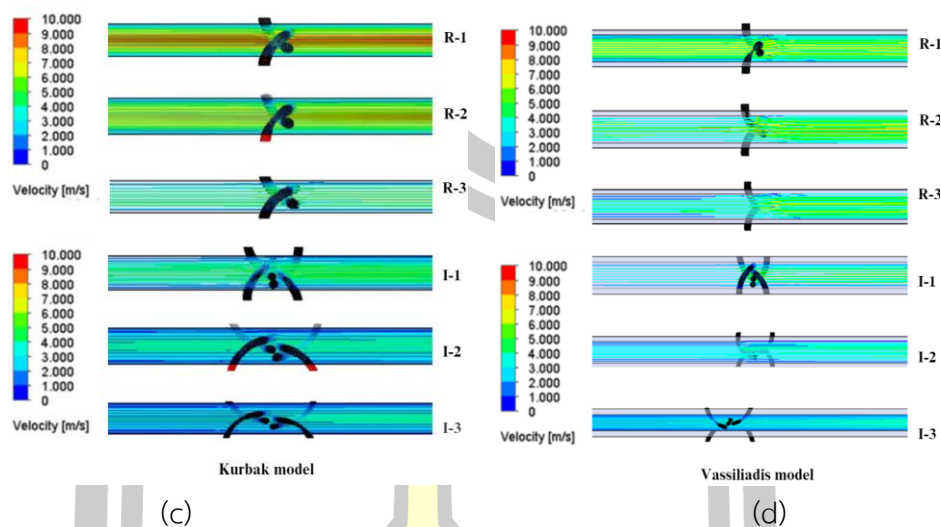 10.000
9.000
8.000
7.000
6.000
5.000
4.000
3.000
2.000
1.000
0
Velocity [m/s]
R-1
R-2
R-3
10.000
9.000
8.000
7.000
6.000
5.000
4.000
3.000
2.000
1.000
0
Velocity [m/s]
I-1
I-2
I-3
Kurbak model
(c)
10.000
9.000
8.000
7.000
6.000
5.000
4.000
3.000
2.000
1.000
0
Velocity [m/s]
R-1
R-2
R-3
10.000
9.000
8.000
7.000
6.000
5.000
4.000
3.000
2.000
1.000
0
Velocity [m/s]
I-1
I-2
I-3
Vassiliadis model
(d)